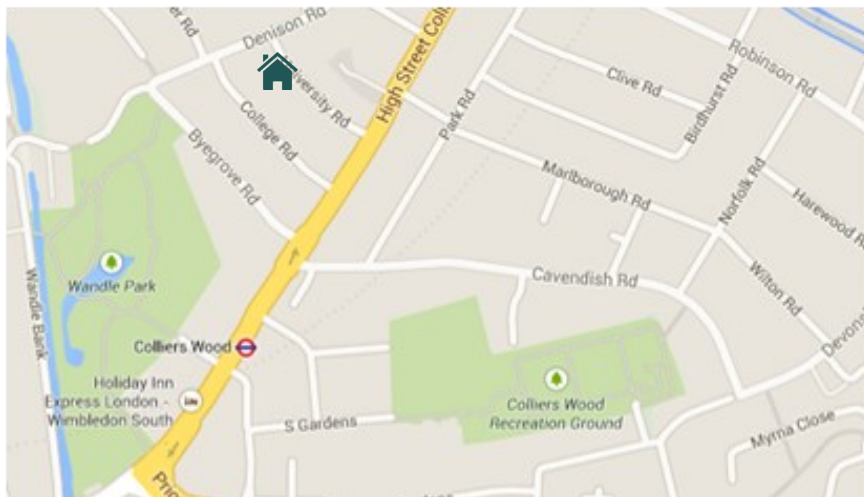 Denison Rd
University Rd
College Rd
Byegrove Rd
High Street Coll
Park Rd
Clive Rd
Robinson Rd
Birdhurst Rd
Marlborough Rd
Norfolk Rd
Harewood Rd
Wandle Park
Wandle Bank
Cavendish Rd
Wilton Rd
Devons
Colliers Wood
Holiday Inn
Express London -
Wimbledon South
S Gardens
Colliers Wood
Recreation Ground
Myrna Close